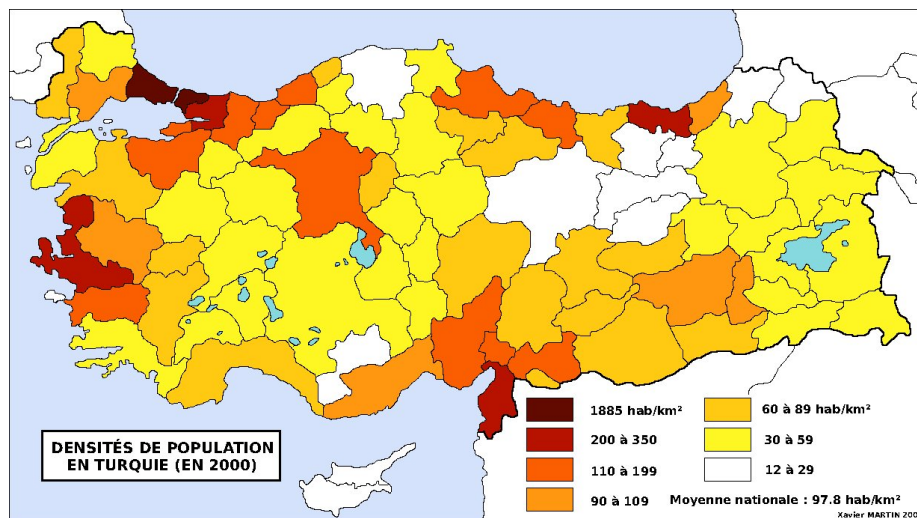 DENSITÉS DE POPULATION
EN TURQUIE (EN 2000)
1885 hab/km²
200 à 350
110 à 199
90 à 109
60 à 89 hab/km²
30 à 59
12 à 29
Moyenne nationale : 97.8 hab/km²
Xavier MARTIN 200